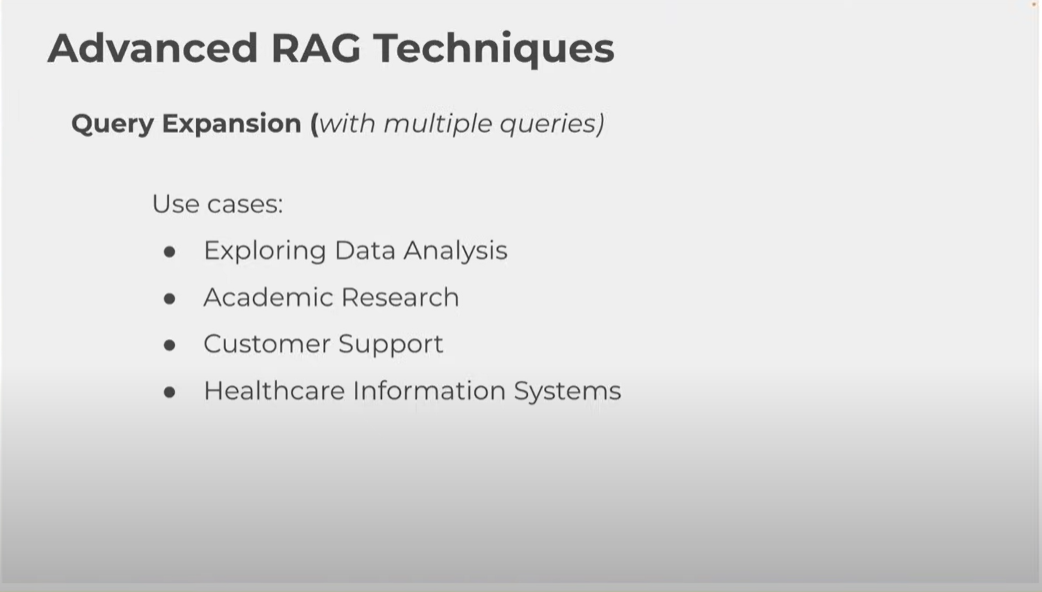 Advanced RAG Techniques
Query Expansion (with multiple queries)
Use cases:
● Exploring Data Analysis
● Academic Research
● Customer Support
● Healthcare Information Systems